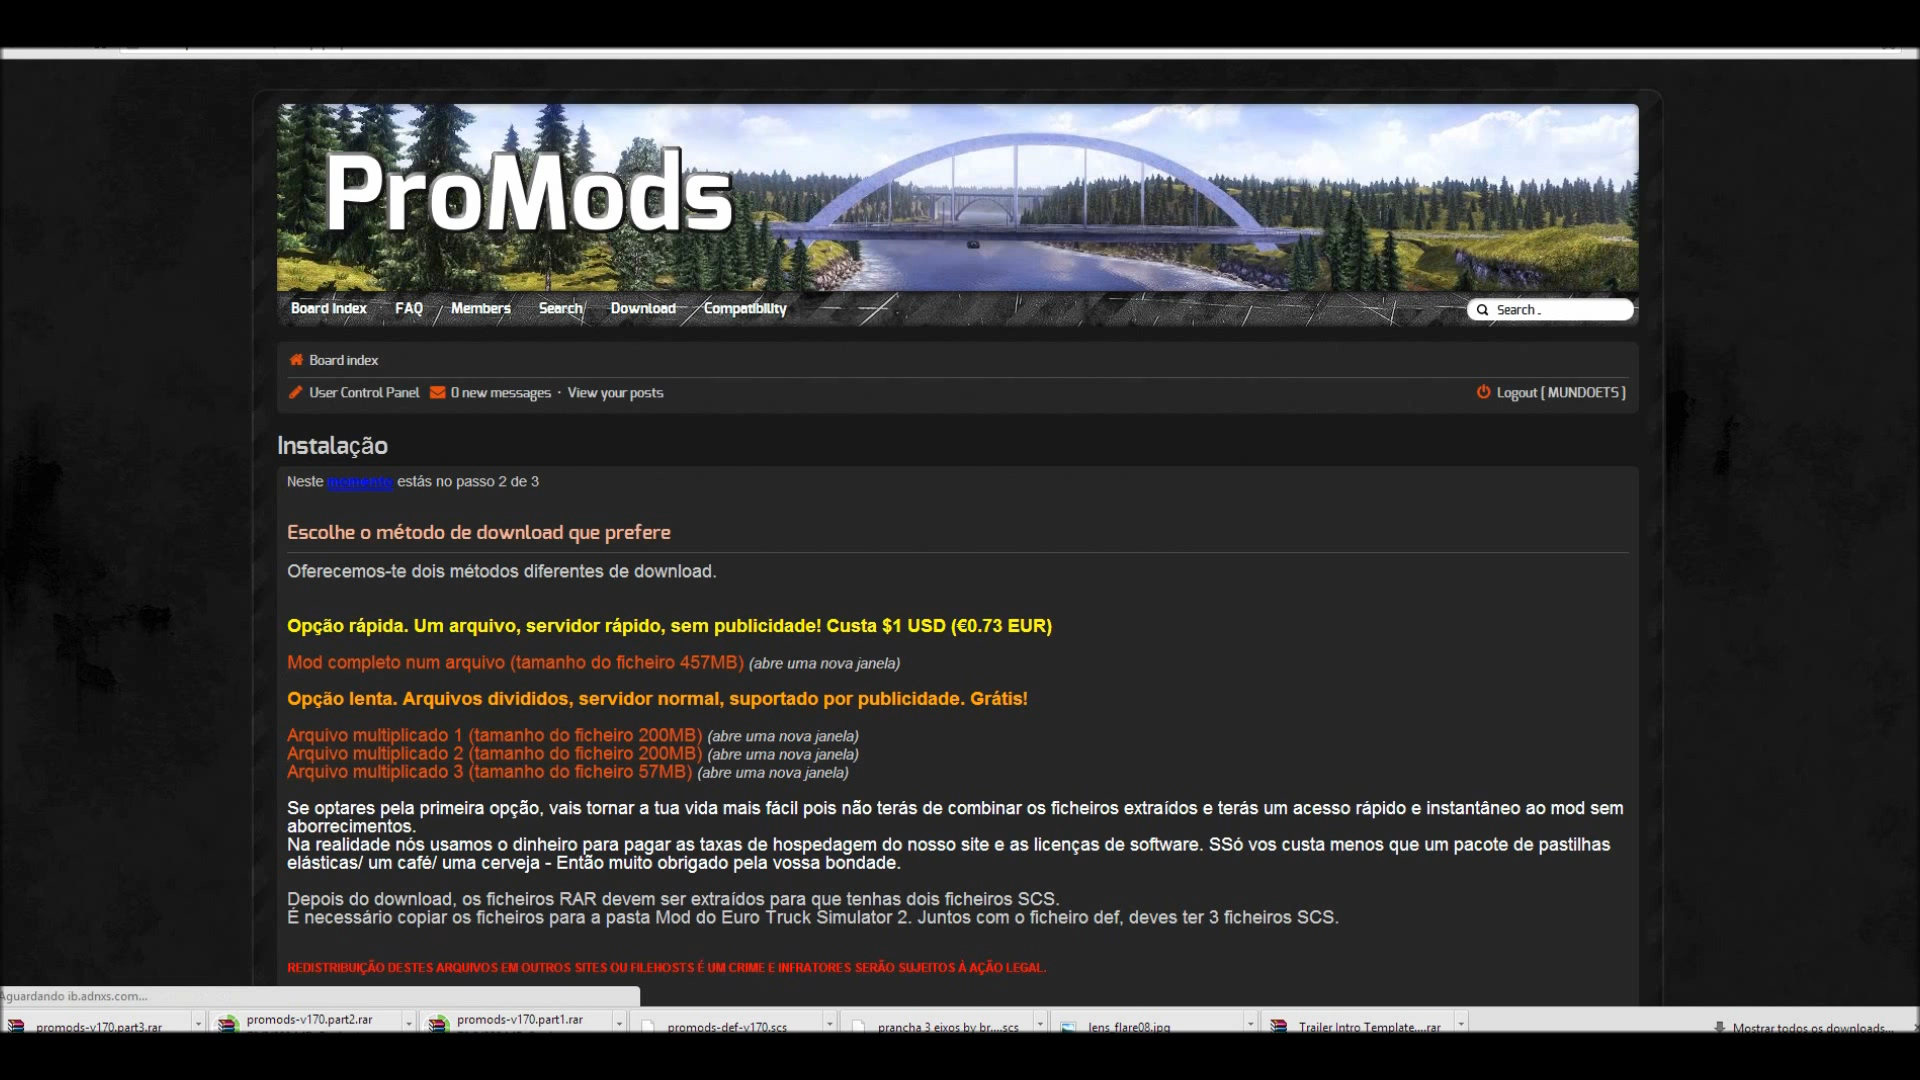 ProMods
Board Index FAQ Members Search Download Compatibility
Search...
Board index
User Control Panel 0 new messages · View your posts
Logout [ MUNDOETS ]
Instalação
Neste momento estás no passo 2 de 3
Escolhe o método de download que prefere
Oferecemos-te dois métodos diferentes de download.
Opção rápida. Um arquivo, servidor rápido, sem publicidade! Custa $1 USD (€0.73 EUR)
Mod completo num arquivo (tamanho do ficheiro 457MB) (abre uma nova janela)
Opção lenta. Arquivos divididos, servidor normal, suportado por publicidade. Grátis!
Arquivo multiplicado 1 (tamanho do ficheiro 200MB) (abre uma nova janela)
Arquivo multiplicado 2 (tamanho do ficheiro 200MB) (abre uma nova janela)
Arquivo multiplicado 3 (tamanho do ficheiro 57MB) (abre uma nova janela)
Se optares pela primeira opção, vais tornar a tua vida mais fácil pois não terás de combinar os ficheiros extraídos e terás um acesso rápido e instantâneo ao mod sem
aborrecimentos.
Na realidade nós usamos o dinheiro para pagar as taxas de hospedagem do nosso site e as licenças de software. SSó vos custa menos que um pacote de pastilhas
elásticas/ um café/ uma cerveja - Então muito obrigado pela vossa bondade.
Depois do download, os ficheiros RAR devem ser extraídos para que tenhas dois ficheiros SCS.
É necessário copiar os ficheiros para a pasta Mod do Euro Truck Simulator 2. Juntos com o ficheiro def, deves ter 3 ficheiros SCS.
REDISTRIBUIÇÃO DESTES ARQUIVOS EM OUTROS SITES OU FILEHOSTS É UM CRIME E INFRATORES SERÃO SUJEITOS À AÇÃO LEGAL.
Aguardando ib.adnxs.com...
promods-v170.part3.rar promods-v170.part2.rar promods-v170.part1.rar promods-def-v170.scs prancha 3 eixos by br....scs lens_flare08.jpg Trailer Intro Template....rar Mostrar todos os downloads...